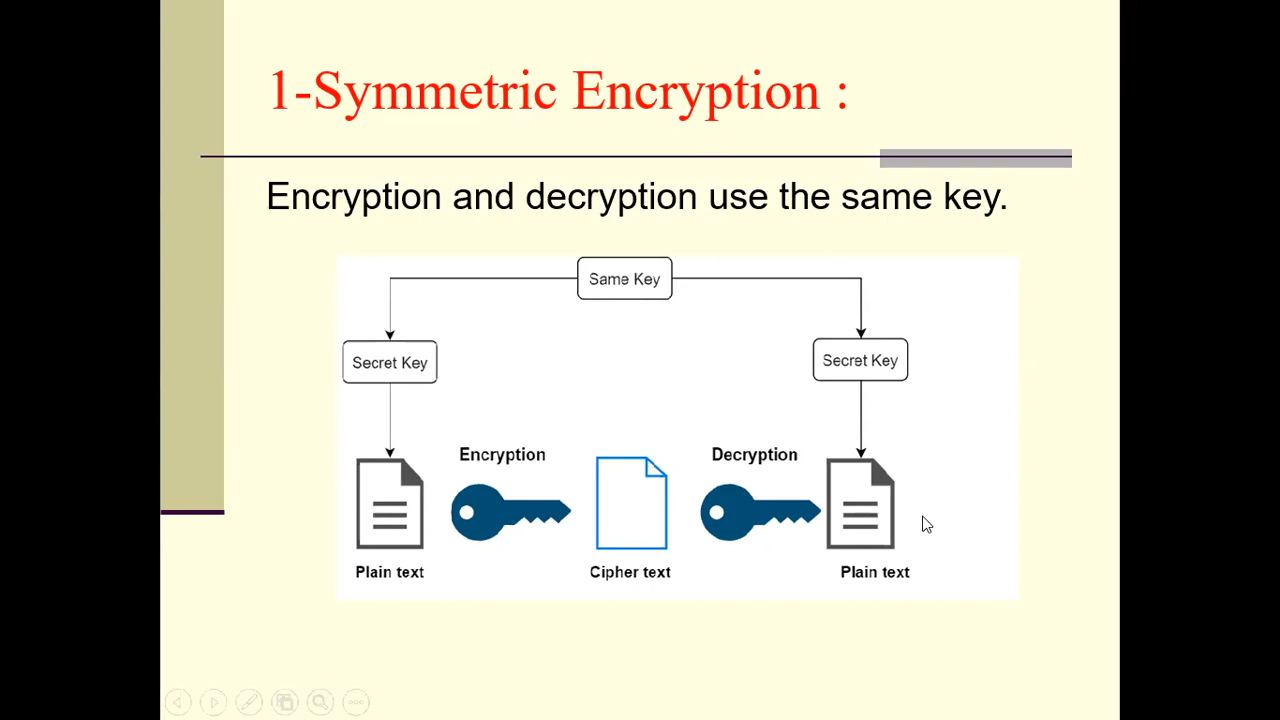 1-Symmetric Encryption :
Encryption and decryption use the same key.
Same Key
Secret Key
Secret Key
Encryption
Decryption
Plain text
Cipher text
Plain text